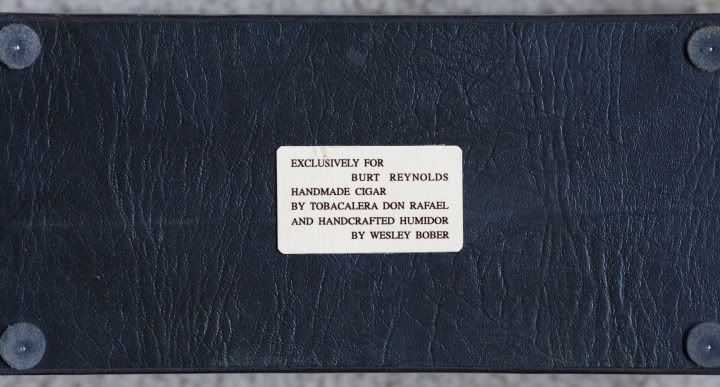 EXCLUSIVELY FOR
BURT REYNOLDS
HANDMADE CIGAR
BY TOBACALERA DON RAFAEL
AND HANDCRAFTED HUMIDOR
BY WESLEY BOBER